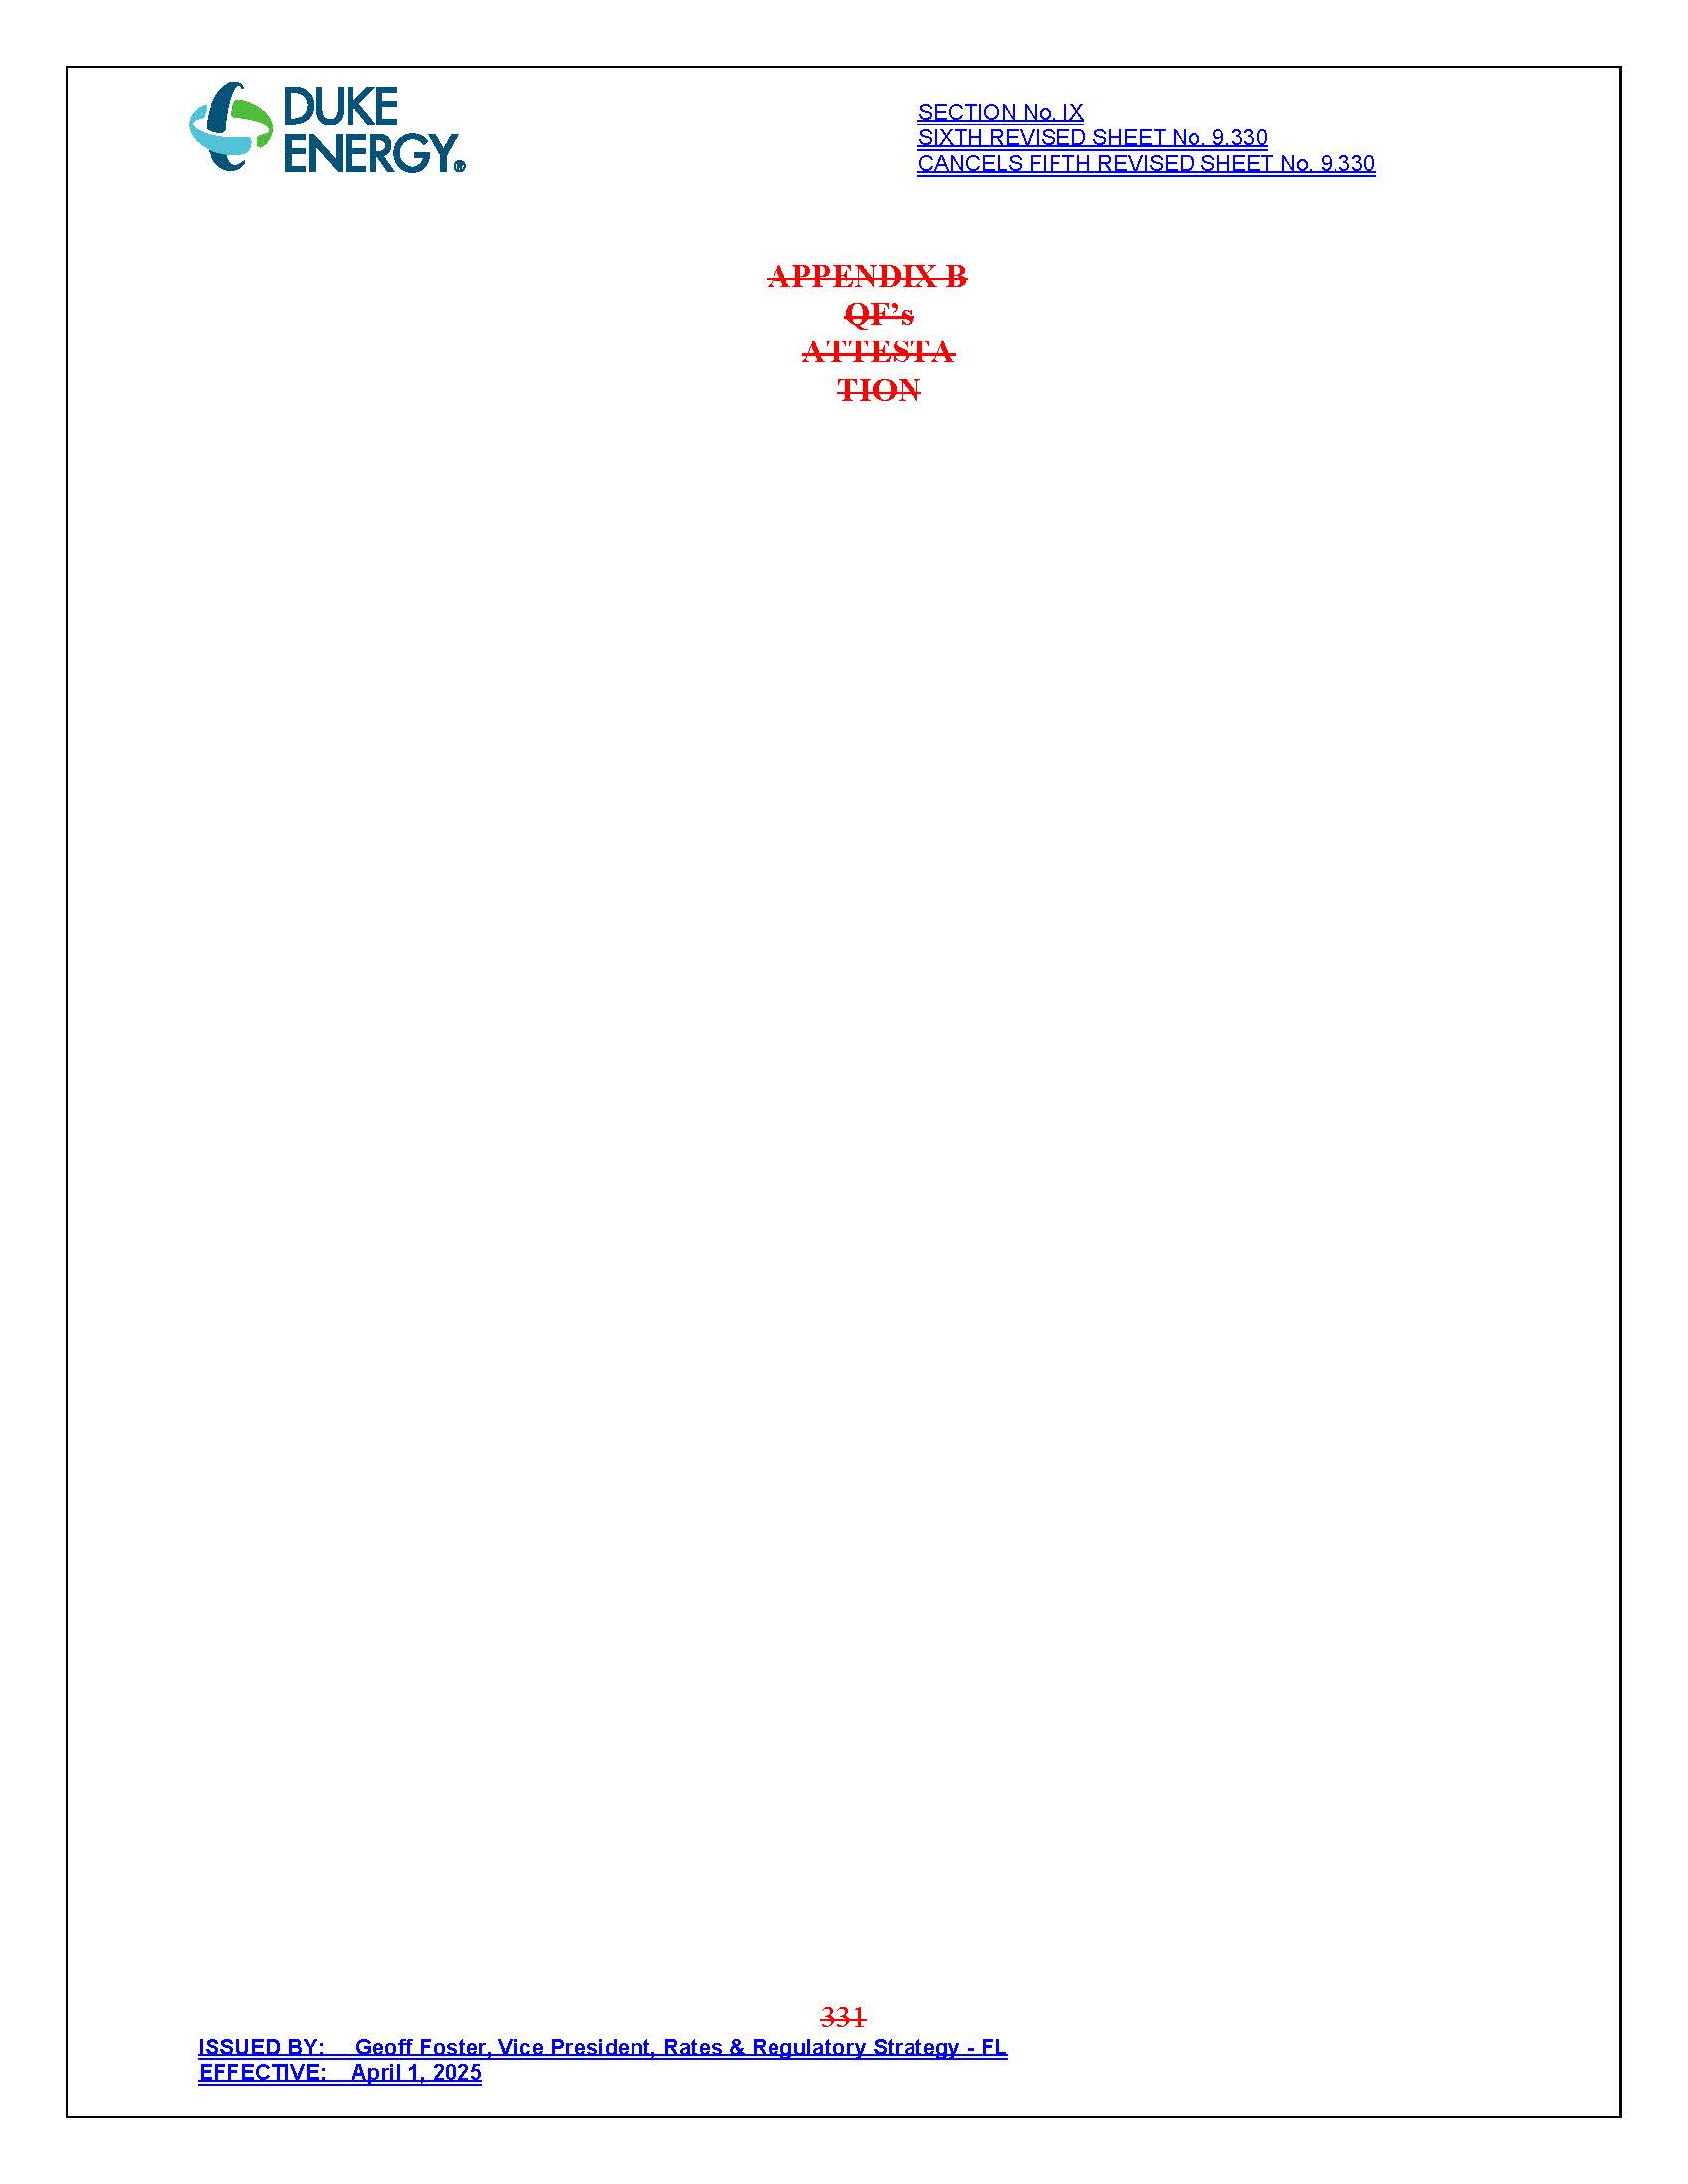 DUKE
ENERGY®
SECTION No. IX
SIXTH REVISED SHEET No. 9.330
CANCELS FIFTH REVISED SHEET No. 9.330
APPENDIX B
QF’s
ATTESTA
TION
331
ISSUED BY: Geoff Foster, Vice President, Rates & Regulatory Strategy - FL
EFFECTIVE: April 1, 2025